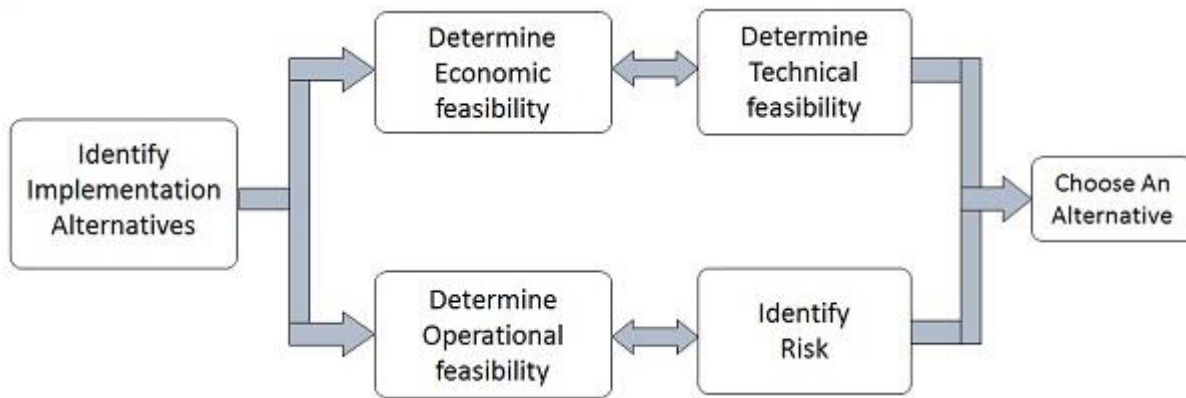 Identify
Implementation
Alternatives
Determine
Economic
feasibility
Determine
Technical
feasibility
Determine
Operational
feasibility
Identify
Risk
Choose An
Alternative